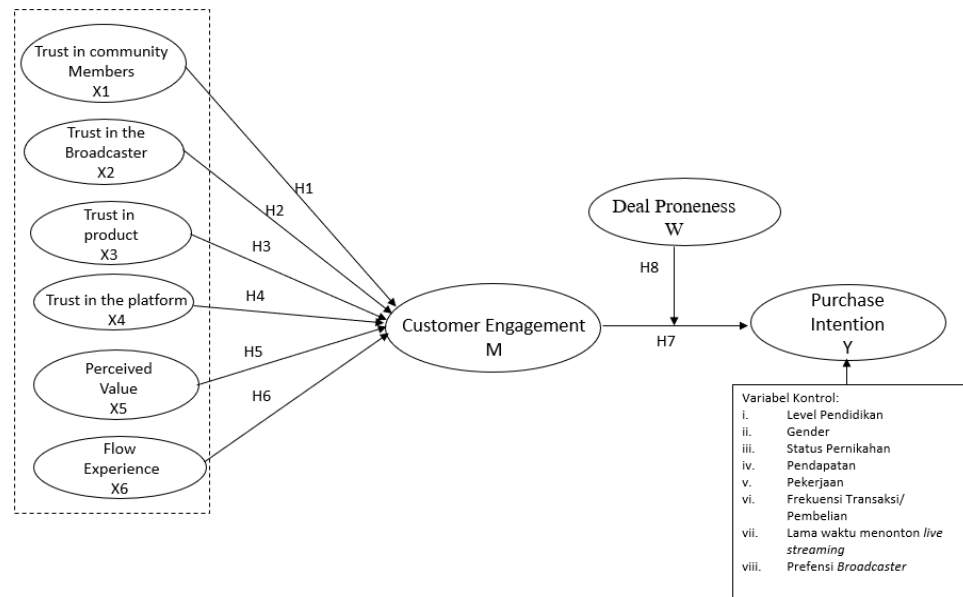 Trust in community
Members
X1
Trust in the
Broadcaster
X2
Trust in
product
X3
Trust in the platform
X4
Perceived
Value
X5
Flow
Experience
X6
H1
H2
H3
H4
H5
H6
Customer Engagement
M
Deal Proneness
W
H8
H7
Purchase
Intention
Y
Variabel Kontrol:
i. Level Pendidikan
ii. Gender
iii. Status Pernikahan
iv. Pendapatan
v. Pekerjaan
vi. Frekuensi Transaksi/
Pembelian
vii. Lama waktu menonton live
streaming
viii. Prefensi Broadcaster